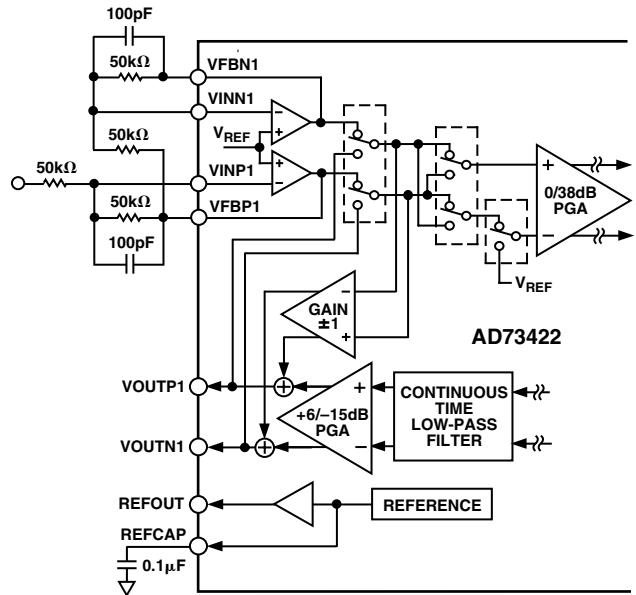 100pF
50kΩ
VFBN1
VINN1
VREF
50kΩ
50kΩ
VINP1
50kΩ
VFBP1
100pF
0/38dB
PGA
VREF
GAIN
±1
AD73422
VOUTP1
+6/–15dB
PGA
CONTINUOUS
TIME
LOW-PASS
FILTER
VOUTN1
REFOUT
REFERENCE
REFCAP
0.1µF